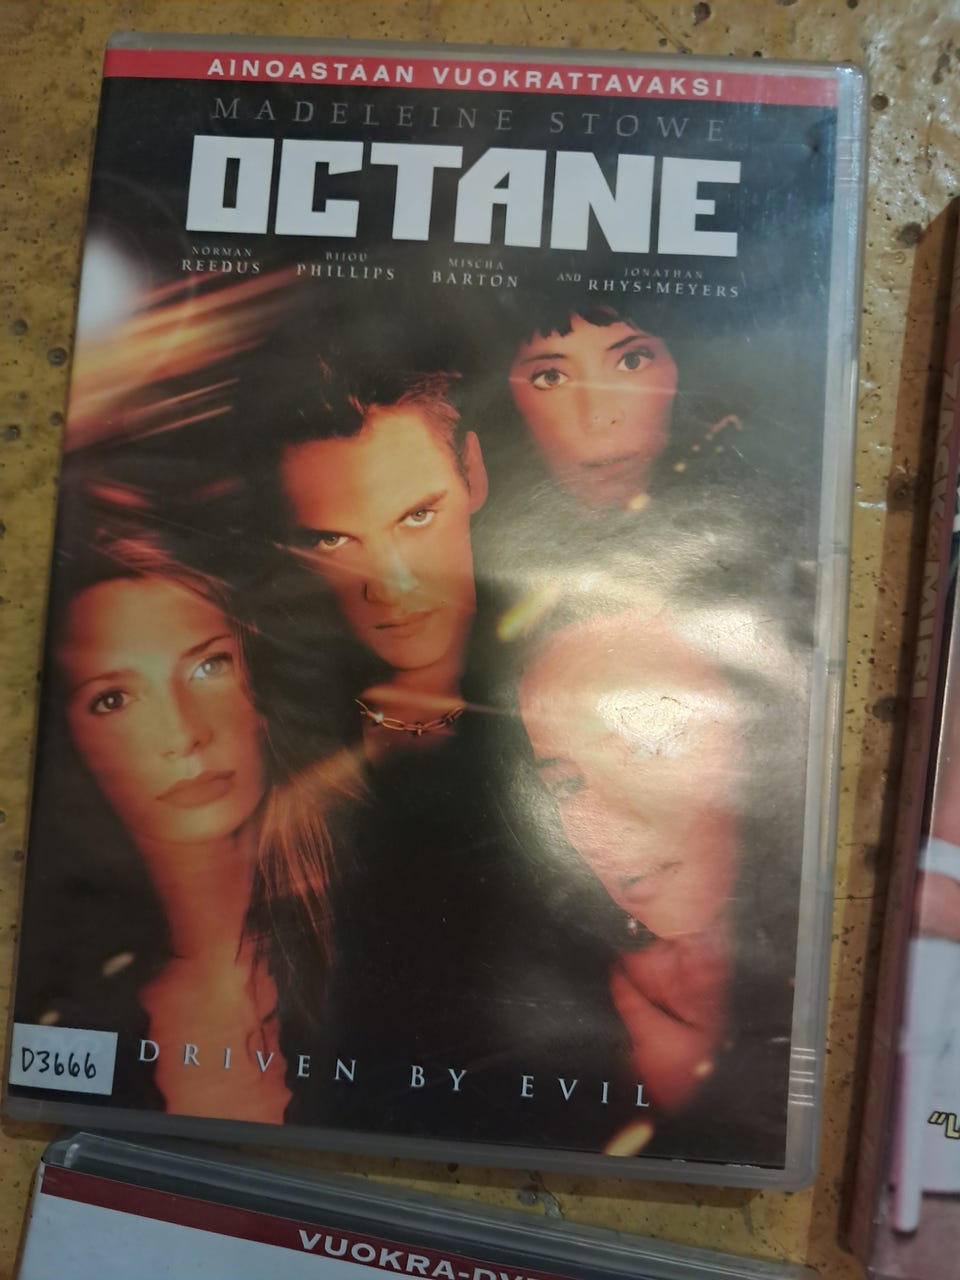 AINOASTAAN VUOKRATTAVAKSI
MADELEINE STOWE
OCTANE
NORMAN REEDUS
BIJOU PHILLIPS
MISCHA BARTON
AND JONATHAN RHYS-MEYERS
D3666
DRIVEN BY EVIL
VUOKRA-DVD